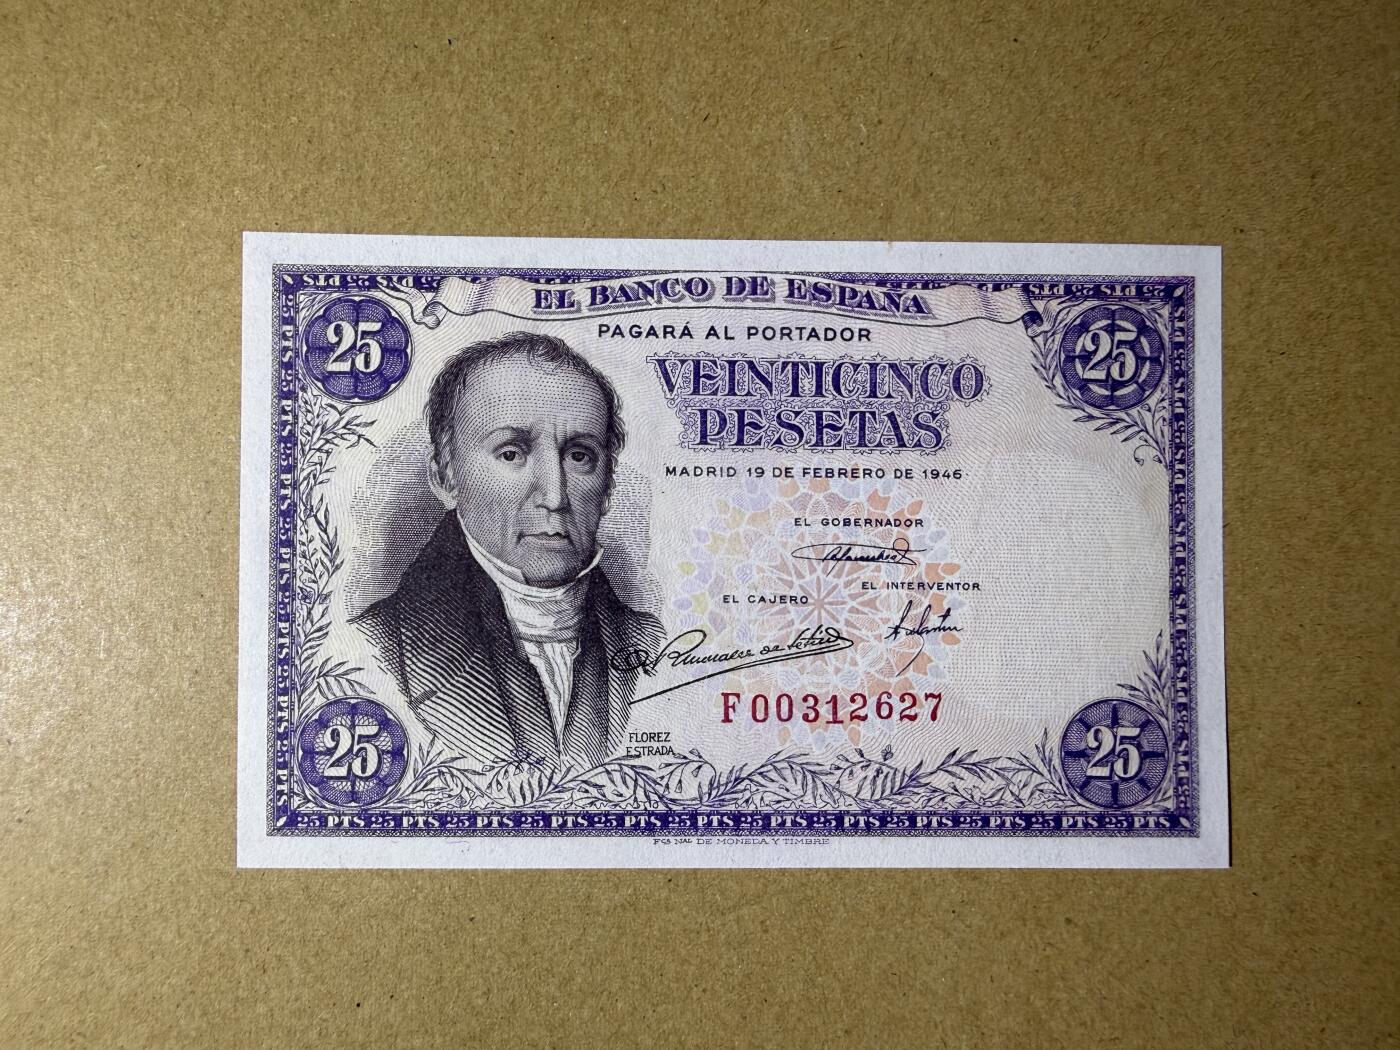 PTS 25 PTS 25 PTS
PTS 25 PTS 25
EL BANCO DE ESPAÑA
PAGARÁ AL PORTADOR
25
25
VEINTICINCO
PESETAS
MADRID 19 DE FEBRERO DE 1946.
EL GOBERNADOR
EL INTERVENTOR
EL CAJERO
F00312627
FLOREZ
ESTRADA
25
25
25 PTS 25 PTS 25 PTS 25 PTS 25 PTS 25 PTS 25 PTS 25 PTS 25 PTS 25 PTS
FCA NAL DE MONEDA Y TIMBRE